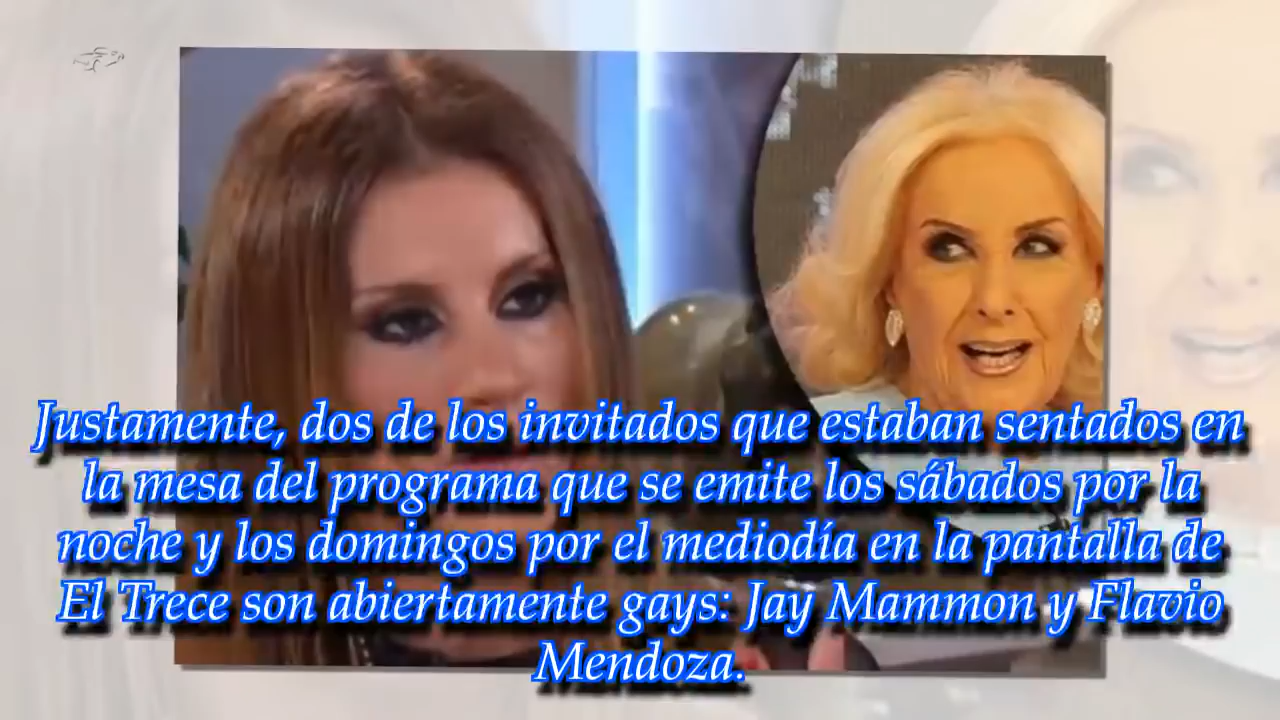 Justamente, dos de los invitados que estaban sentados en
la mesa del programa que se emite los sábados por la
noche y los domingos por el mediodía en la pantalla de
El Trece son abiertamente gays: Jay Mammon y Flavio
Mendoza.